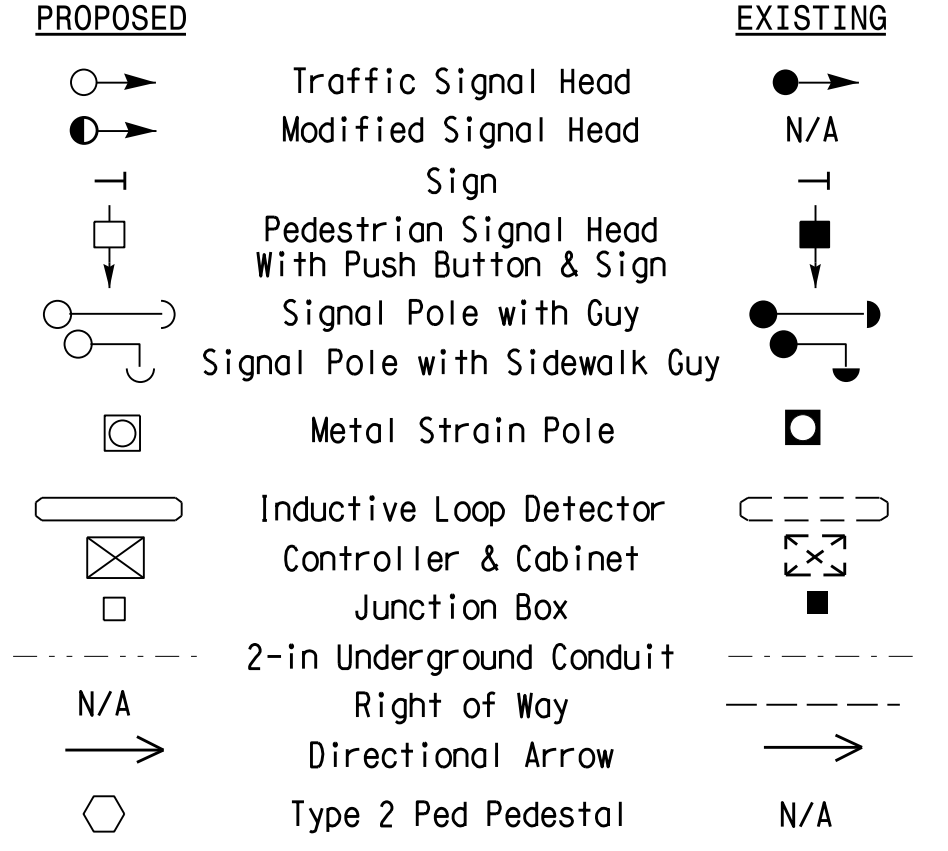 PROPOSED EXISTING
Traffic Signal Head
Modified Signal Head N/A
Sign
Pedestrian Signal Head
With Push Button & Sign
Signal Pole with Guy
Signal Pole with Sidewalk Guy
Metal Strain Pole
Inductive Loop Detector
Controller & Cabinet
Junction Box
2-in Underground Conduit
N/A Right of Way
Directional Arrow
Type 2 Ped Pedestal N/A